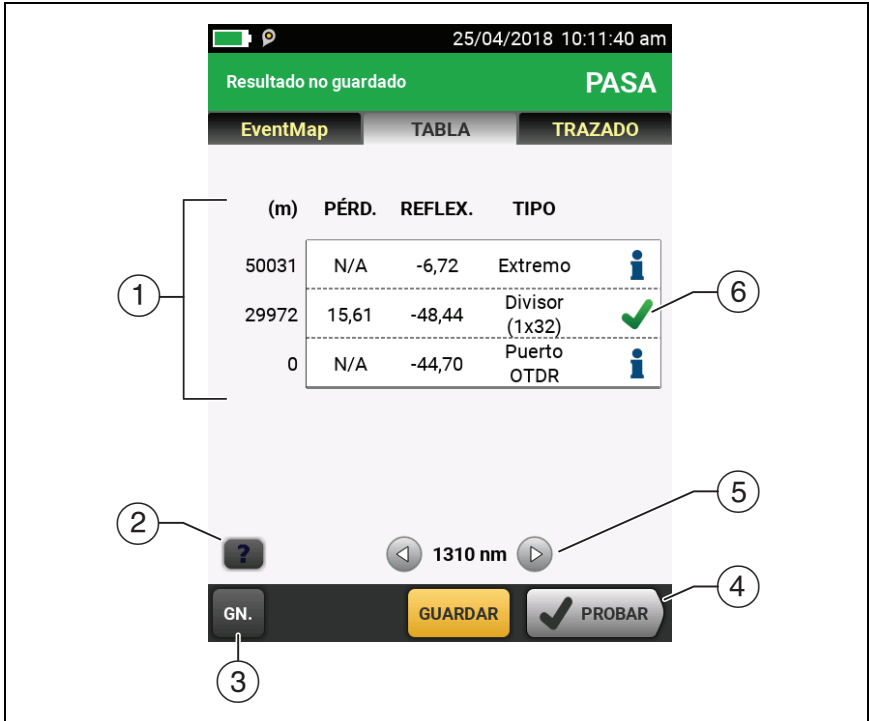 25/04/2018 10:11:40 am
Resultado no guardado PASA
EventMap TABLA TRAZADO
(m) PÉRD. REFLEX. TIPO
50031 N/A -6,72 Extremo
29972 15,61 -48,44 Divisor (1x32)
0 N/A -44,70 Puerto OTDR
1
6
5
2
?
1310 nm
4
GN. GUARDAR PROBAR
3